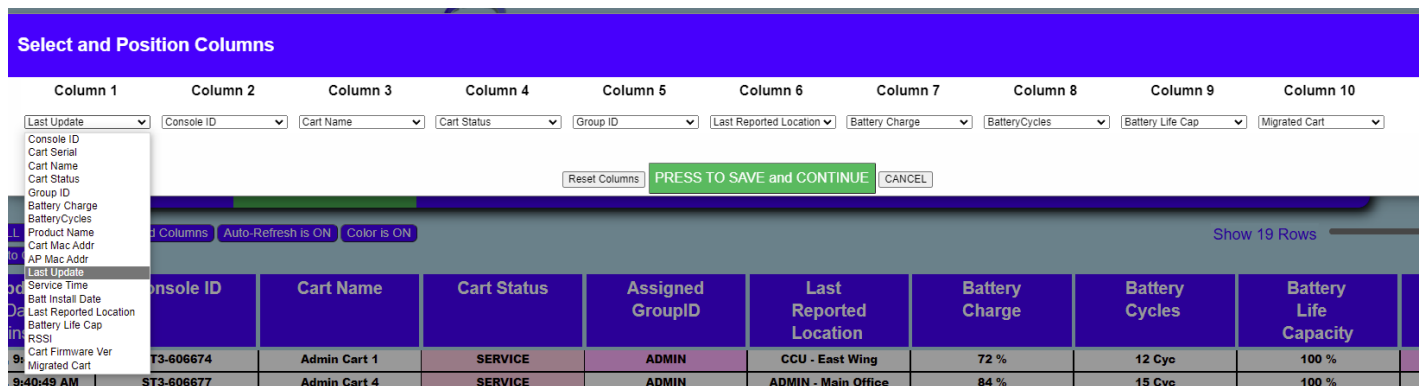 Select and Position Columns
Column 1 Column 2 Column 3 Column 4 Column 5 Column 6 Column 7 Column 8 Column 9 Column 10
Last Update Console ID Cart Name Cart Status Group ID Last Reported Location Battery Charge BatteryCycles Battery Life Cap Migrated Cart
Console ID
Cart Serial
Cart Name
Cart Status
Group ID
Battery Charge
BatteryCycles
Product Name
Cart Mac Addr
AP Mac Addr
Last Update
Service Time
Batt Install Date
Last Reported Location
Battery Life Cap
RSSI
Cart Firmware Ver
Migrated Cart
Reset Columns PRESS TO SAVE and CONTINUE CANCEL
Columns Auto-Refresh is ON Color is ON
Show 19 Rows
Console ID Cart Name Cart Status Assigned GroupID Last Reported Location Battery Charge Battery Cycles Battery Life Capacity
ST3-606674 Admin Cart 1 SERVICE ADMIN CCU - East Wing 72 % 12 Cyc 100 %
9:40:49 AM ST3-606677 Admin Cart 4 SERVICE ADMIN ADMIN - Main Office 84 % 15 Cyc 100 %